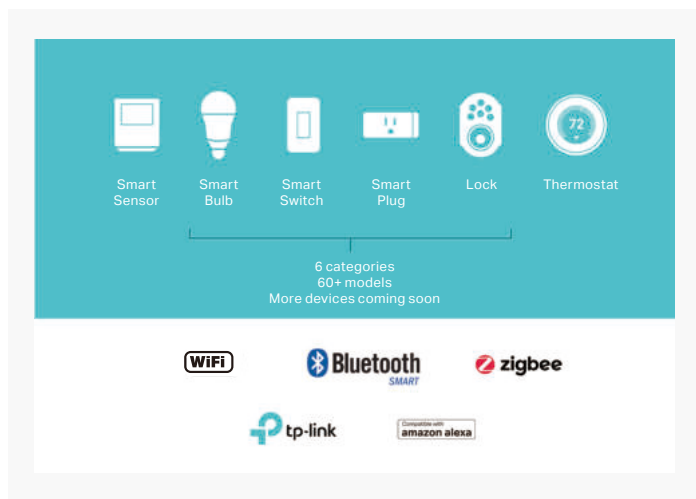 72
Smart
Sensor
Smart
Bulb
Smart
Switch
Smart
Plug
Lock
Thermostat
6 categories
60+ models
More devices coming soon
WiFi
Bluetooth
SMART
zigbee
tp-link
Compatible with
amazon alexa